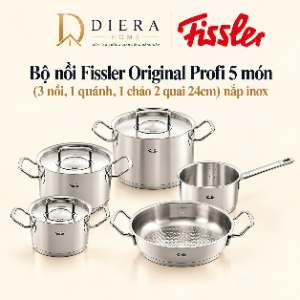 DIERA
HOME
Fissler
Bộ nồi Fissler Original Profi 5 món
(3 nồi, 1 quánh, 1 chảo 2 quai 24cm) nắp inox